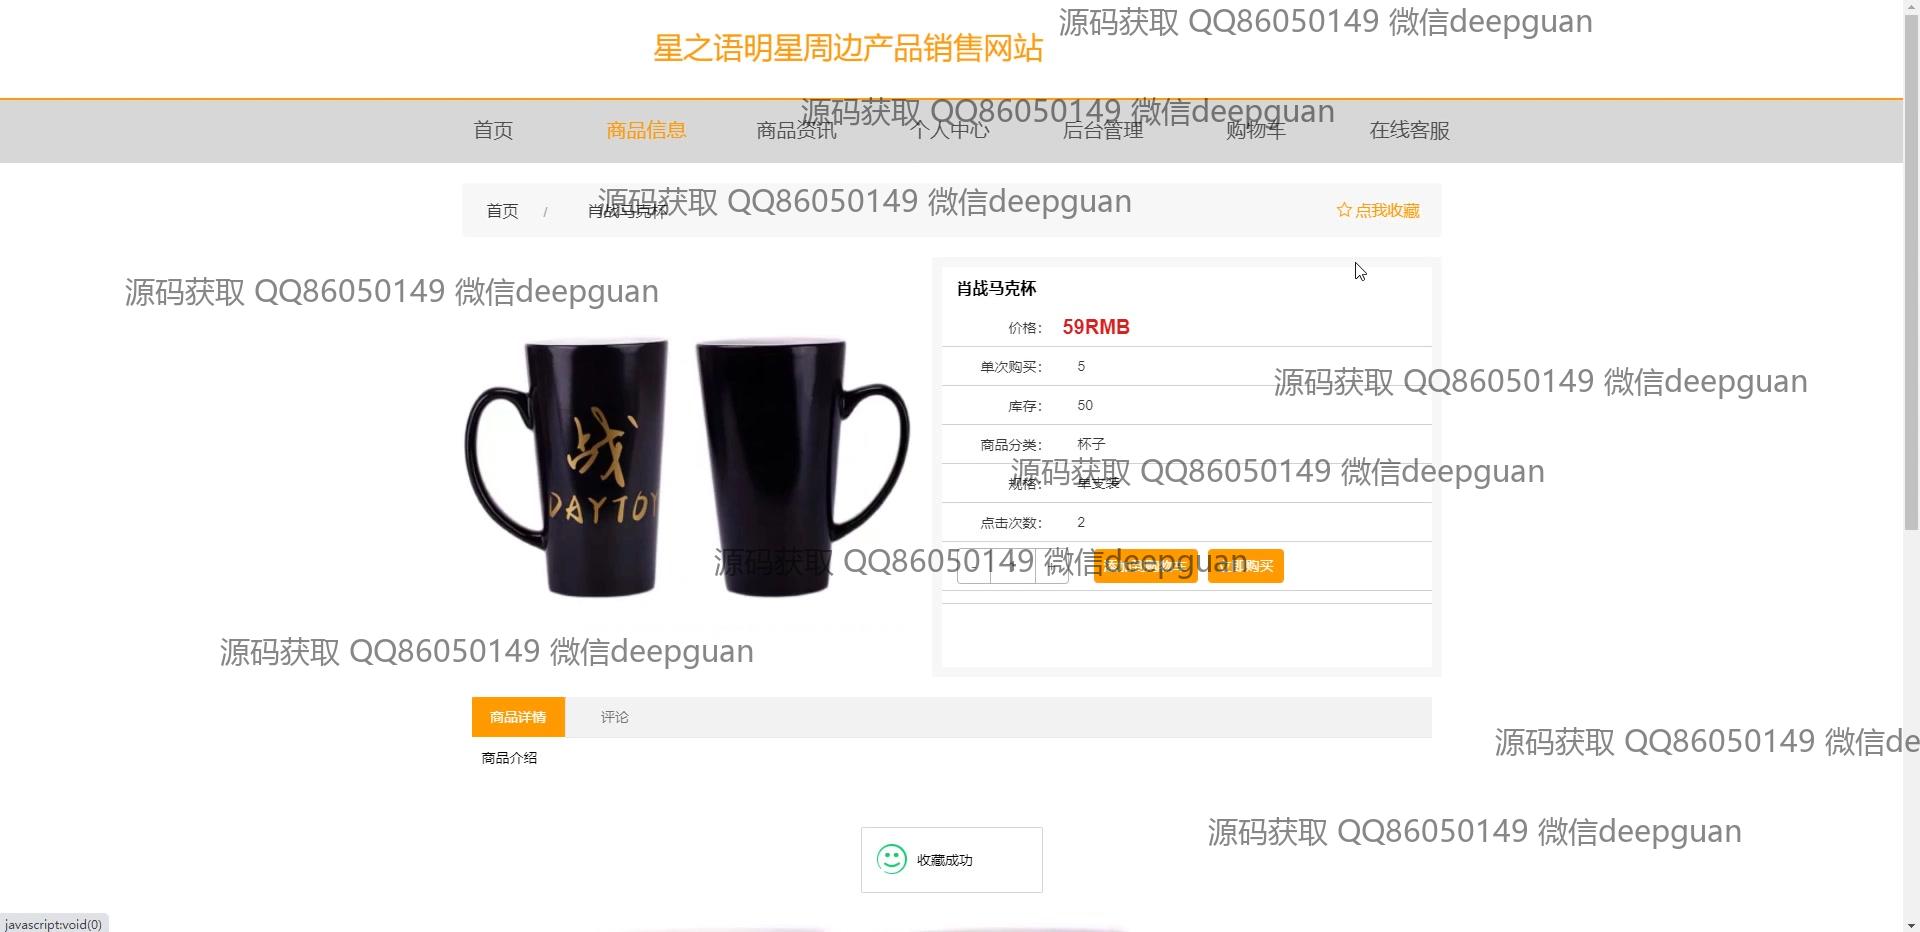 源码获取 QQ86050149 微信deepguan
星之语明星周边产品销售网站
源码获取 QQ86050149 微信deepguan
首页 商品信息 商品资讯 个人中心 后台管理 购物车 在线客服
源码获取 QQ86050149 微信deepguan
首页 / 肖战马克杯 点我收藏
源码获取 QQ86050149 微信deepguan
肖战马克杯
价格： 59RMB
单次购买： 5
源码获取 QQ86050149 微信deepguan
库存： 50
商品分类： 杯子
源码获取 QQ86050149 微信deepguan
规格： 单支装
点击次数： 2
战
DAYTOY
源码获取 QQ86050149 微信deepguan
立即购买
源码获取 QQ86050149 微信deepguan
商品详情 评论
源码获取 QQ86050149 微信de
商品介绍
源码获取 QQ86050149 微信deepguan
收藏成功
javascript:void(0)